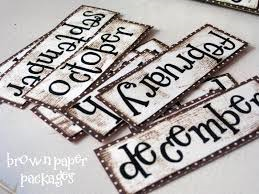 september
october
february
december
brown paper
packages